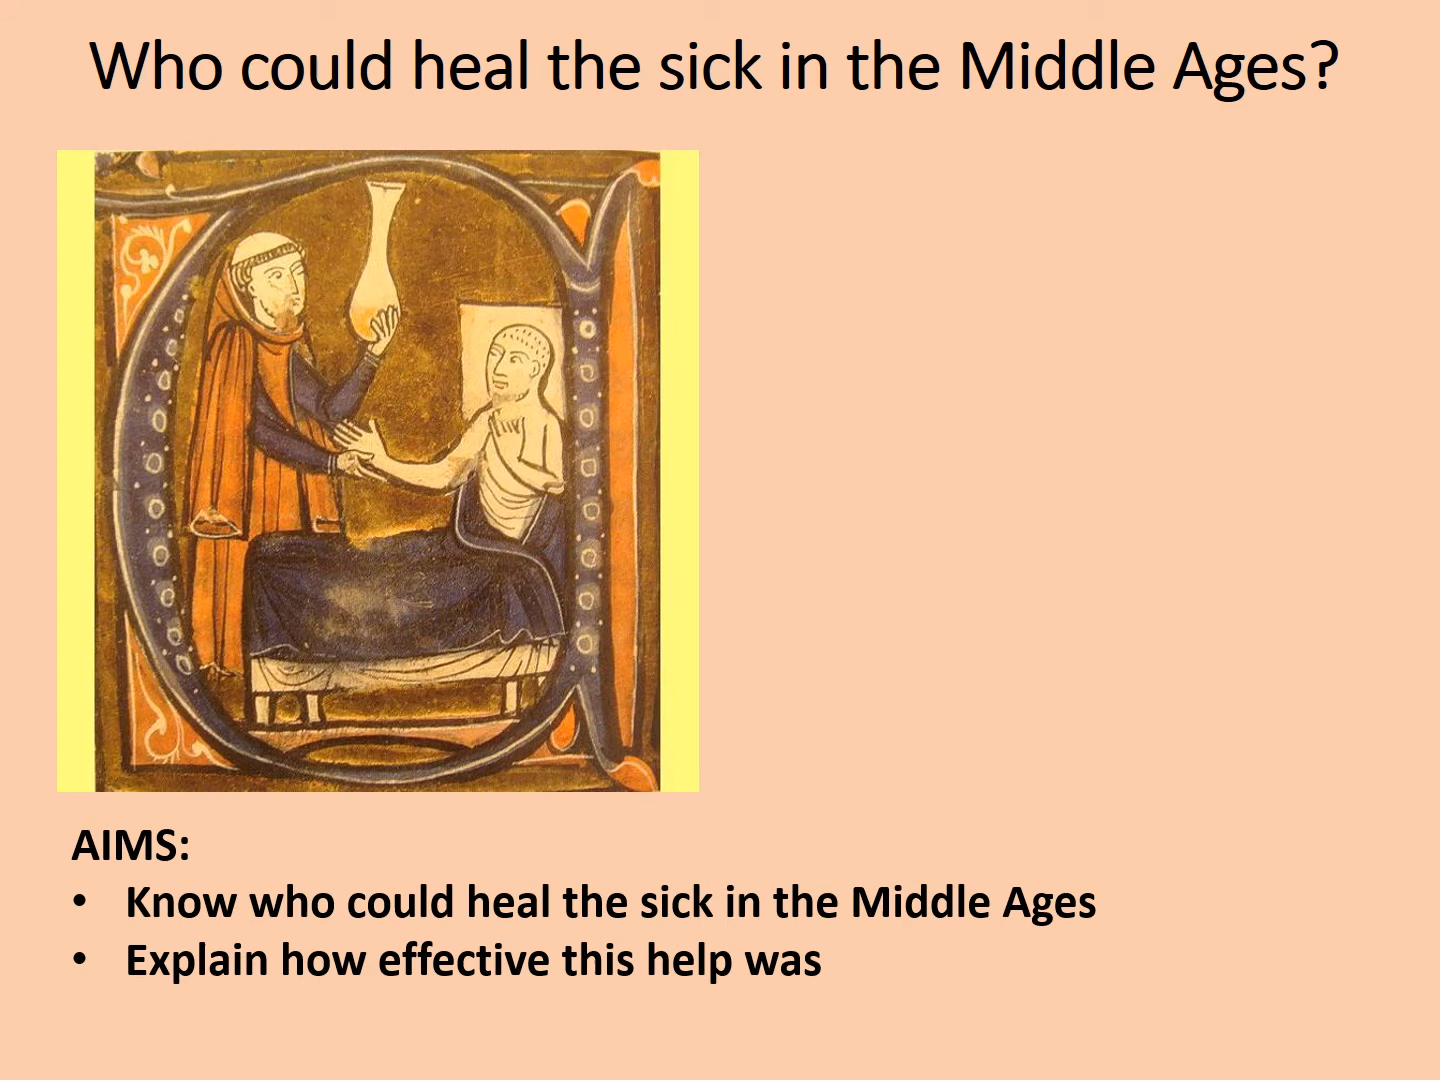 Who could heal the sick in the Middle Ages?
AIMS:
• Know who could heal the sick in the Middle Ages
• Explain how effective this help was